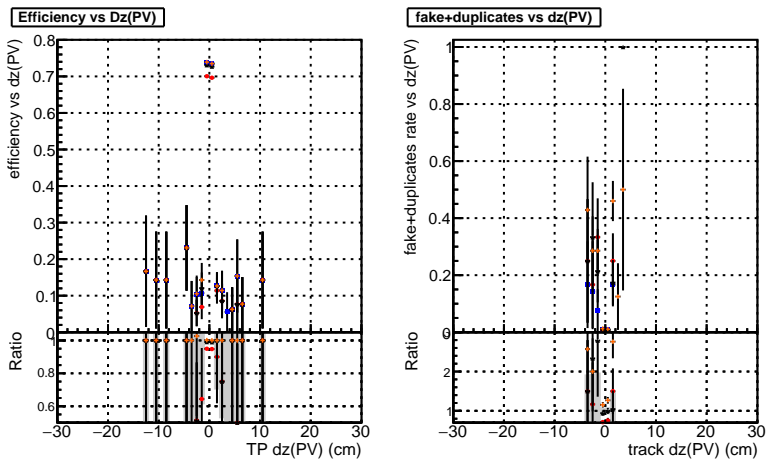 Efficiency vs Dz(PV)
fake+duplicates vs dz(PV)
efficiency vs dz(PV)
0.8
0.7
0.6
0.5
0.4
0.3
0.2
0.1
0
Ratio
1
0.8
0.6
−30 −20 −10 0 10 20 30
TP dz(PV) (cm)
fake+duplicates rate vs dz(PV)
1
0.8
0.6
0.4
0.2
0
Ratio
2
1
−30 −20 −10 0 10 20 30
track dz(PV) (cm)